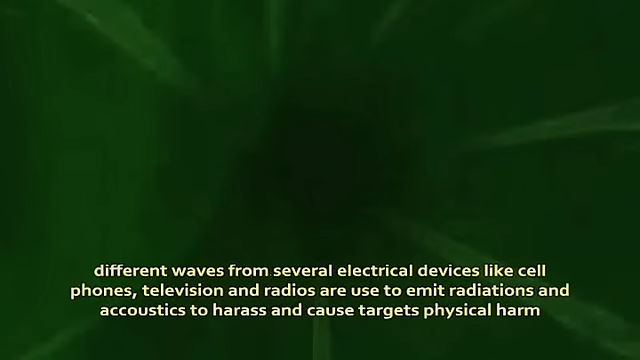 different waves from several electrical devices like cell
phones, television and radios are use to emit radiations and
accoustics to harass and cause targets physical harm